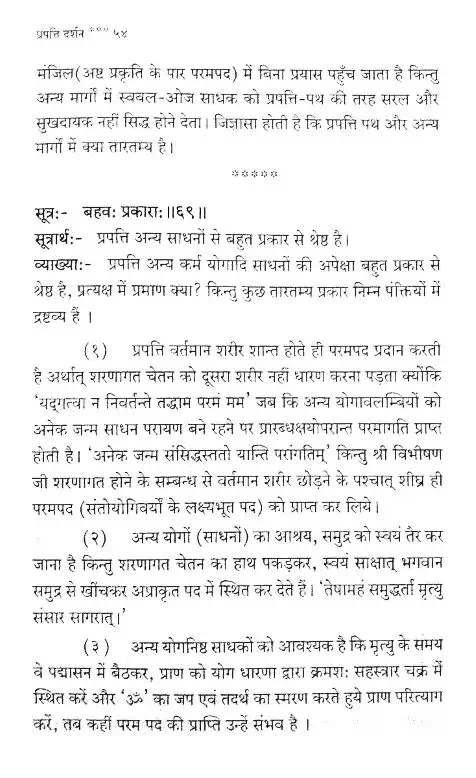 प्रपत्ति दर्शन *** ५४
मंजिल(अष्ट प्रकृति के पार परमपद) में बिना प्रयास पहुँच जाता है किन्तु
अन्य मार्गों में स्वबल-ओज साधक को प्रपत्ति-पथ की तरह सरल और
सुखदायक नहीं सिद्ध होने देता। जिज्ञासा होती है कि प्रपत्ति पथ और अन्य
मार्गों में क्या तारतम्य है।
*****
सूत्र:- बहवः प्रकाराः॥६९॥
सूत्रार्थ:- प्रपत्ति अन्य साधनों से बहुत प्रकार से श्रेष्ठ है।
व्याख्या:- प्रपत्ति अन्य कर्म योगादि साधनों की अपेक्षा बहुत प्रकार से
श्रेष्ठ है, प्रत्यक्ष में प्रमाण क्या? किन्तु कुछ तारतम्य प्रकार निम्न पंक्तियों में
द्रष्टव्य हैं ।
(१) प्रपत्ति वर्तमान शरीर शान्त होते ही परमपद प्रदान करती
है अर्थात् शरणागत चेतन को दूसरा शरीर नहीं धारण करना पड़ता क्योंकि
'यद्गत्वा न निवर्तन्ते तद्धाम परमं मम' जब कि अन्य योगावलम्बियों को
अनेक जन्म साधन परायण बने रहने पर प्रारब्धक्षयोपरान्त परमागति प्राप्त
होती है। 'अनेक जन्म संसिद्धस्ततो यान्ति परांगतिम्' किन्तु श्री विभीषण
जी शरणागत होने के सम्बन्ध से वर्तमान शरीर छोड़ने के पश्चात् शीघ्र ही
परमपद (संतोयोगिवर्यों के लक्ष्यभूत पद) को प्राप्त कर लिये।
(२) अन्य योगों (साधनों) का आश्रय, समुद्र को स्वयं तैर कर
जाना है किन्तु शरणागत चेतन का हाथ पकड़कर, स्वयं साक्षात् भगवान
समुद्र से खींचकर अप्राकृत पद में स्थित कर देते हैं। 'तेषामहं समुद्धर्ता मृत्यु
संसार सागरात्।'
(३) अन्य योगनिष्ठ साधकों को आवश्यक है कि मृत्यु के समय
वे पद्मासन में बैठकर, प्राण को योग धारणा द्वारा क्रमशः सहस्त्रार चक्र में
स्थित करें और 'ॐ' का जप एवं तदर्थ का स्मरण करते हुये प्राण परित्याग
करें, तब कहीं परम पद की प्राप्ति उन्हें संभव है ।